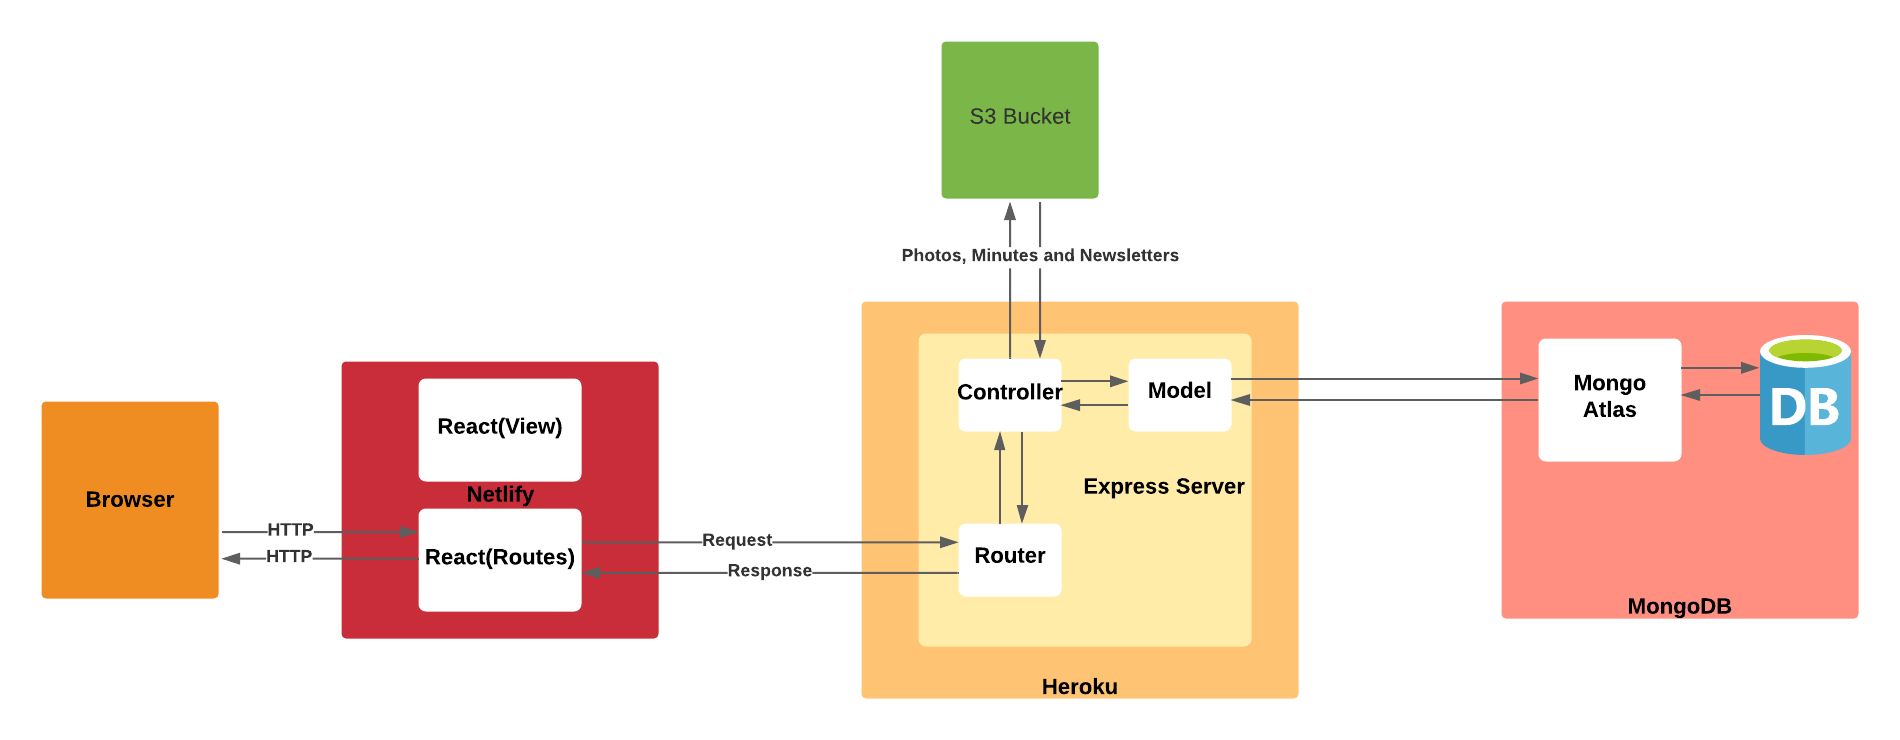 S3 Bucket
Photos, Minutes and Newsletters
Browser
HTTP
HTTP
React(View)
Netlify
React(Routes)
Request
Response
Controller
Model
Express Server
Router
Heroku
Mongo
Atlas
DB
MongoDB